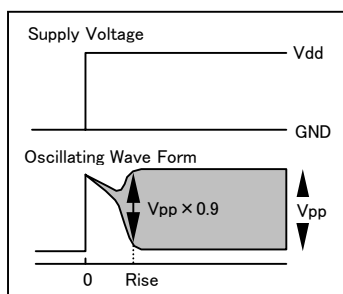 Supply Voltage
Vdd
GND
Oscillating Wave Form
Vpp × 0.9
Vpp
0 Rise